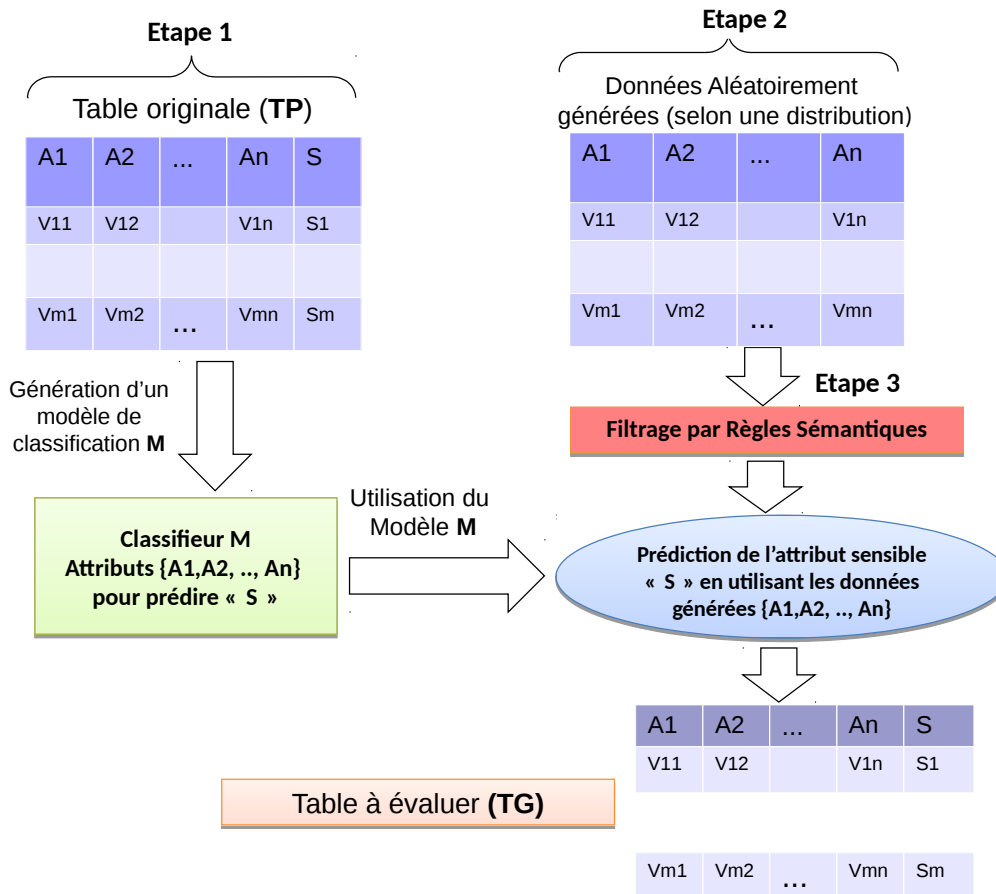 Etape 1
Table originale (TP)
A1 A2 ... An S
V11 V12 V1n S1
Vm1 Vm2 ... Vmn Sm
Génération d'un
modèle de
classification M
Classifieur M
Attributs {A1,A2, .., An}
pour prédire « S »
Utilisation du
Modèle M
Etape 2
Données Aléatoirement
générées (selon une distribution)
A1 A2 ... An
V11 V12 V1n
Vm1 Vm2 ... Vmn
Etape 3
Filtrage par Règles Sémantiques
Prédiction de l'attribut sensible
« S » en utilisant les données
générées {A1,A2, .., An}
A1 A2 ... An S
V11 V12 V1n S1
Vm1 Vm2 ... Vmn Sm
Table à évaluer (TG)